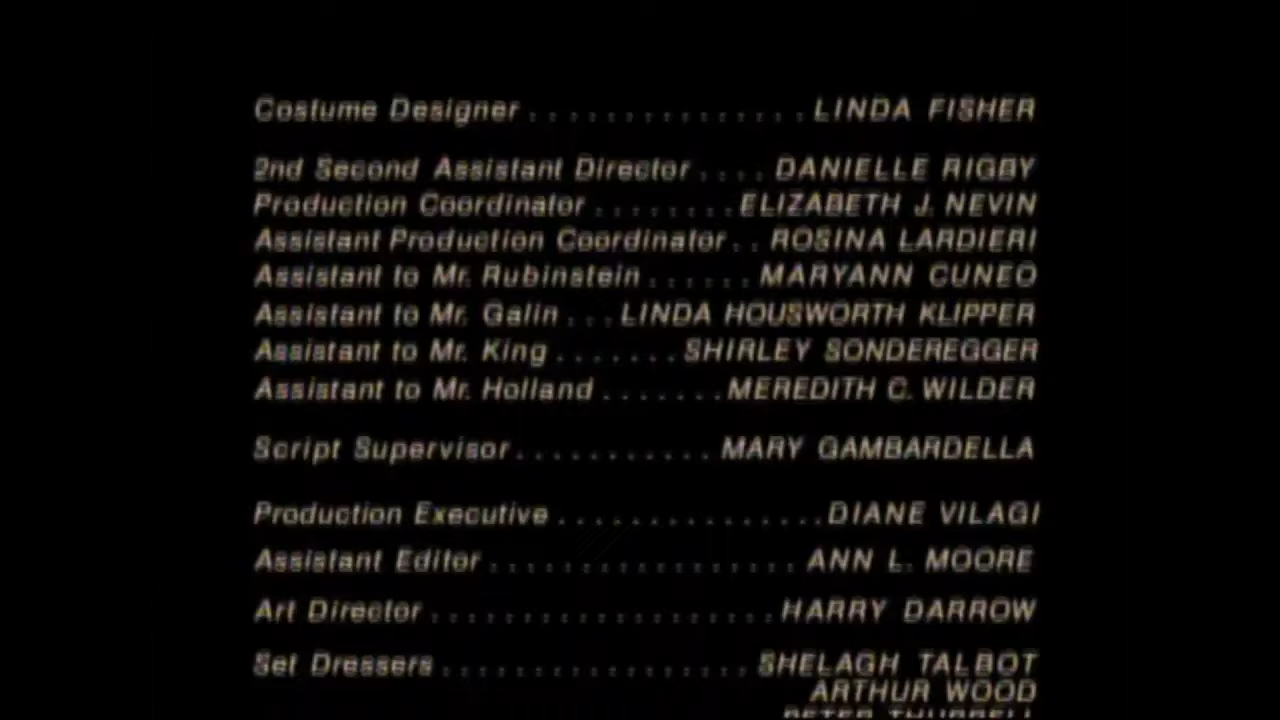 Costume Designer . . . . . . . . . . . . . . . LINDA FISHER
2nd Second Assistant Director . . . . DANIELLE RIGBY
Production Coordinator . . . . . . . . ELIZABETH J. NEVIN
Assistant Production Coordinator . . ROSINA LARDIERI
Assistant to Mr. Rubinstein . . . . . . MARYANN CUNEO
Assistant to Mr. Galin . . . LINDA HOUSWORTH KLIPPER
Assistant to Mr. King . . . . . . . SHIRLEY SONDEREGGER
Assistant to Mr. Holland . . . . . . . MEREDITH C. WILDER
Script Supervisor . . . . . . . . . . . MARY GAMBARDELLA
Production Executive . . . . . . . . . . . . . . . DIANE VILAGI
Assistant Editor . . . . . . . . . . . . . . . . . . ANN L. MOORE
Art Director . . . . . . . . . . . . . . . . . . . . HARRY DARROW
Set Dressers . . . . . . . . . . . . . . . . . SHELAGH TALBOT
ARTHUR WOOD
PETER